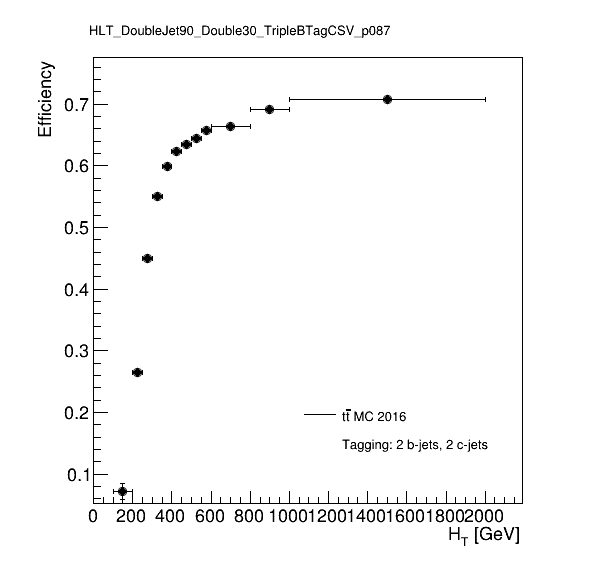 HLT_DoubleJet90_Double30_TripleBTagCSV_p087
Efficiency
0.7
0.6
0.5
0.4
0.3
0.2
0.1
tt̄ MC 2016
Tagging: 2 b-jets, 2 c-jets
0 200 400 600 800 1000 1200 1400 1600 1800 2000
H_T [GeV]